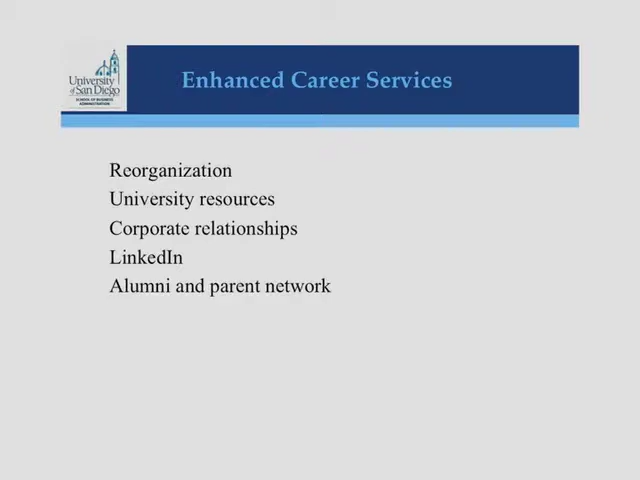 University
of San Diego
SCHOOL OF BUSINESS
ADMINISTRATION
Enhanced Career Services
Reorganization
University resources
Corporate relationships
LinkedIn
Alumni and parent network